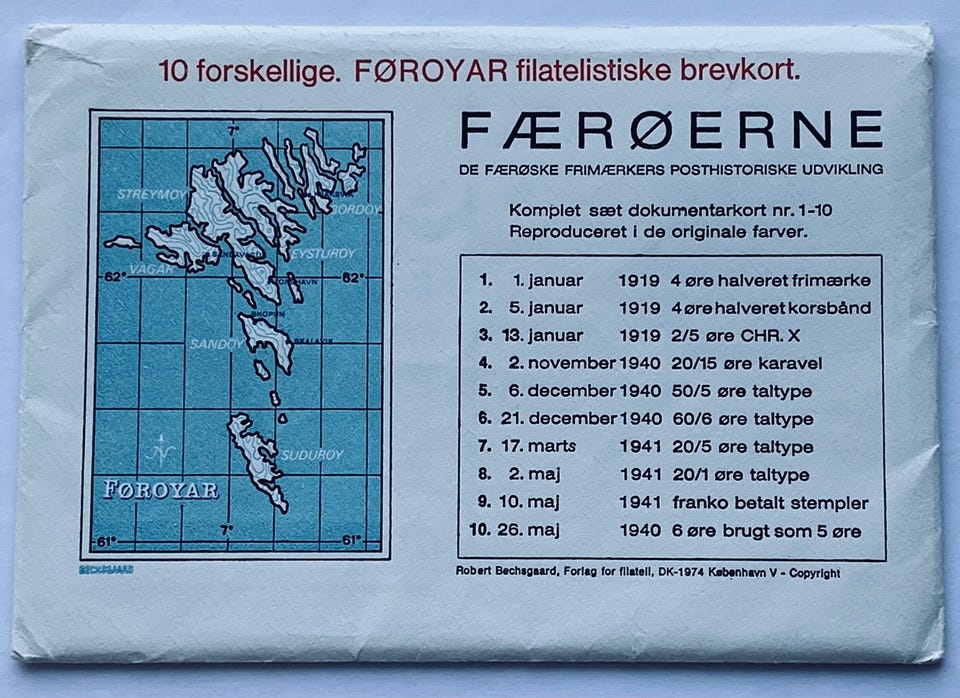 10 forskellige. FØROYAR filatelistiske brevkort.
7°
STREYMOY
BORDOY
EYSTUROY
VAGAR
62° 62°
SKOPUN
SANDOY
SKALAVIK
SUDUROY
N
FØROYAR
7°
61° 61°
BECHSGAARD
FÆRØERNE
DE FÆRØSKE FRIMÆRKERS POSTHISTORISKE UDVIKLING
Komplet sæt dokumentarkort nr. 1-10
Reproduceret i de originale farver.
1. 1. januar 1919 4 øre halveret frimærke
2. 5. januar 1919 4 øre halveret korsbånd
3. 13. januar 1919 2/5 øre CHR. X
4. 2. november 1940 20/15 øre karavel
5. 6. december 1940 50/5 øre taltype
6. 21. december 1940 60/6 øre taltype
7. 17. marts 1941 20/5 øre taltype
8. 2. maj 1941 20/1 øre taltype
9. 10. maj 1941 franko betalt stempler
10. 26. maj 1940 6 øre brugt som 5 øre
Robert Bechsgaard, Forlag for filateli, DK-1974 København V - Copyright